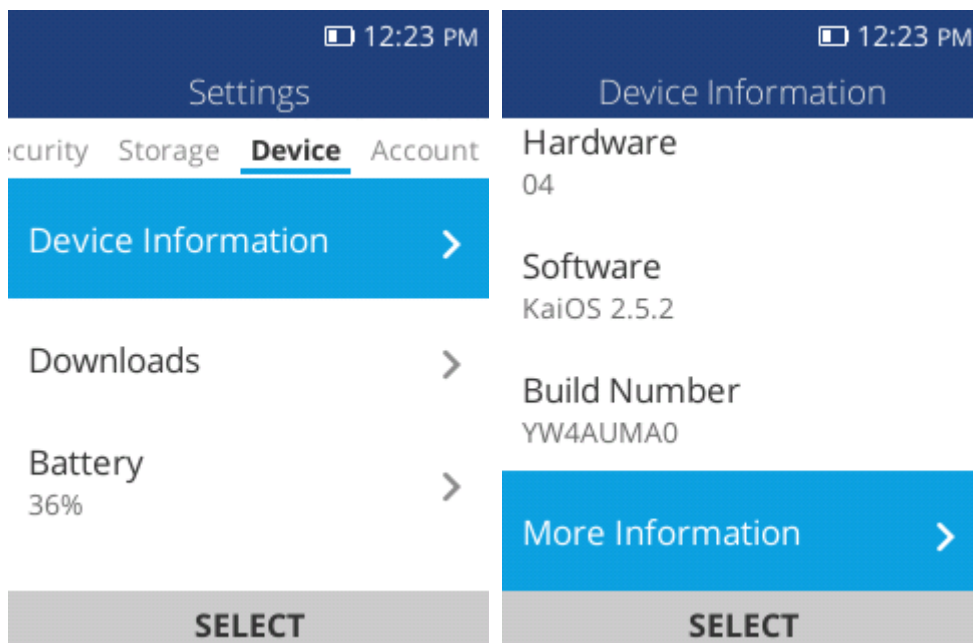 12:23 PM
Settings
curity Storage Device Account
Device Information
Downloads
Battery
36%
SELECT
12:23 PM
Device Information
Hardware
04
Software
KaiOS 2.5.2
Build Number
YW4AUMA0
More Information
SELECT